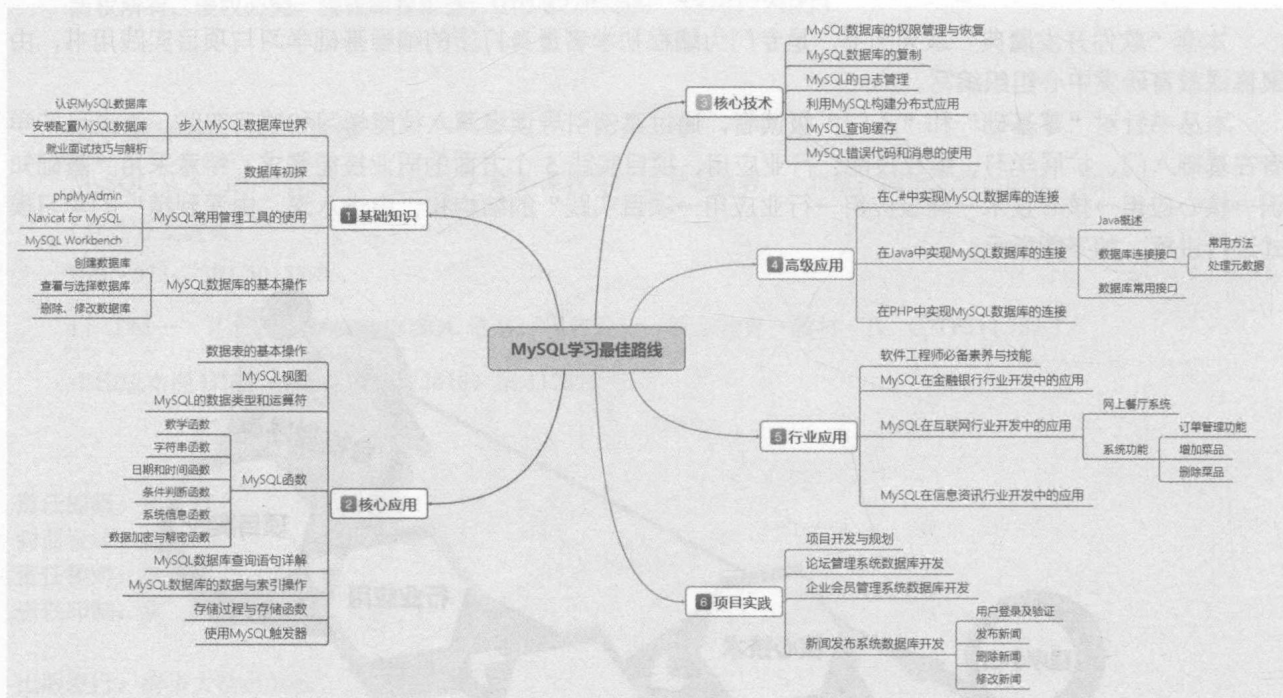 MySQL学习最佳路线
1 基础知识
步入MySQL数据库世界
认识MySQL数据库
安装配置MySQL数据库
就业面试技巧与解析
数据库初探
MySQL常用管理工具的使用
phpMyAdmin
Navicat for MySQL
MySQL Workbench
MySQL数据库的基本操作
创建数据库
查看与选择数据库
删除、修改数据库
2 核心应用
数据表的基本操作
MySQL视图
MySQL的数据类型和运算符
MySQL函数
数学函数
字符串函数
日期和时间函数
条件判断函数
系统信息函数
数据加密与解密函数
MySQL数据库查询语句详解
MySQL数据库的数据与索引操作
存储过程与存储函数
使用MySQL触发器
3 核心技术
MySQL数据库的权限管理与恢复
MySQL数据库的复制
MySQL的日志管理
利用MySQL构建分布式应用
MySQL查询缓存
MySQL错误代码和消息的使用
4 高级应用
在C#中实现MySQL数据库的连接
在Java中实现MySQL数据库的连接
Java概述
数据库连接接口
常用方法
处理元数据
数据库常用接口
在PHP中实现MySQL数据库的连接
5 行业应用
软件工程师必备素养与技能
MySQL在金融银行行业开发中的应用
MySQL在互联网行业开发中的应用
网上餐厅系统
系统功能
订单管理功能
增加菜品
删除菜品
MySQL在信息资讯行业开发中的应用
6 项目实践
项目开发与规划
论坛管理系统数据库开发
企业会员管理系统数据库开发
新闻发布系统数据库开发
用户登录及验证
发布新闻
删除新闻
修改新闻